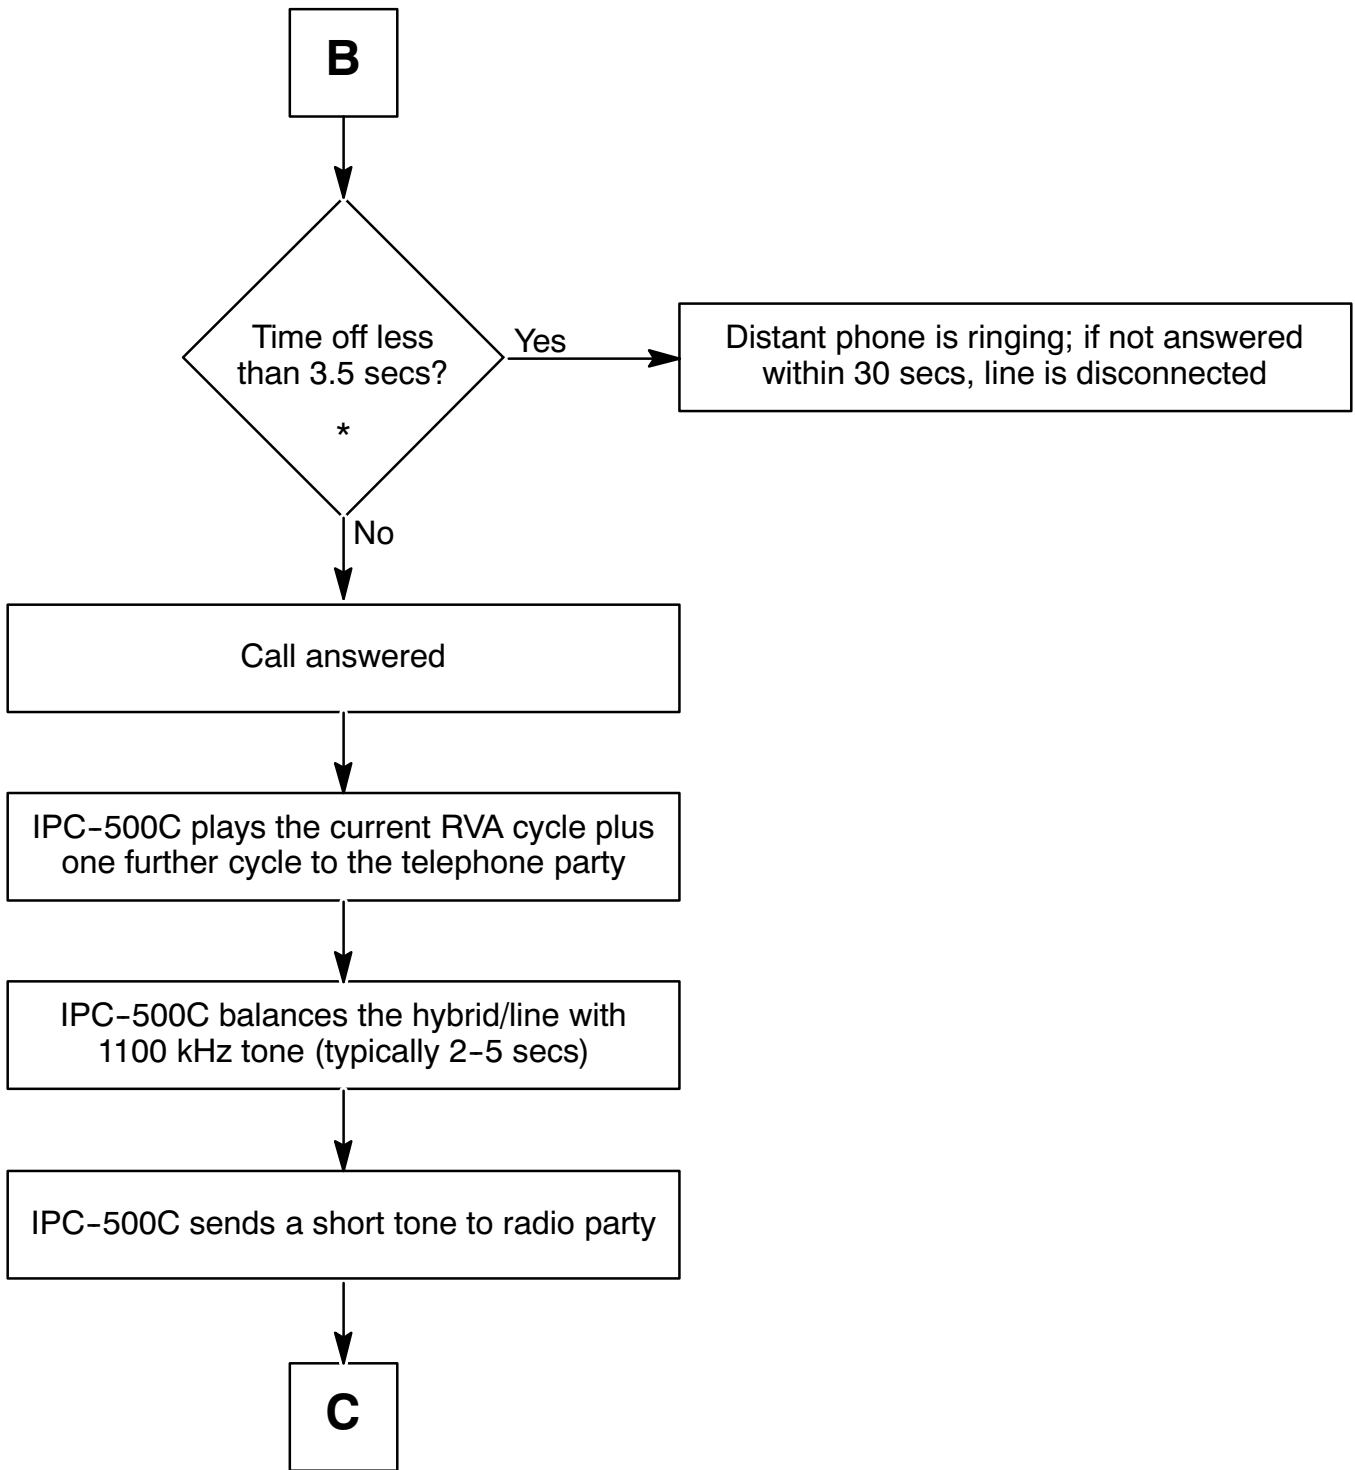 B
Time off less
than 3.5 secs?
*
Yes
Distant phone is ringing; if not answered
within 30 secs, line is disconnected
No
Call answered
IPC-500C plays the current RVA cycle plus
one further cycle to the telephone party
IPC-500C balances the hybrid/line with
1100 kHz tone (typically 2-5 secs)
IPC-500C sends a short tone to radio party
C